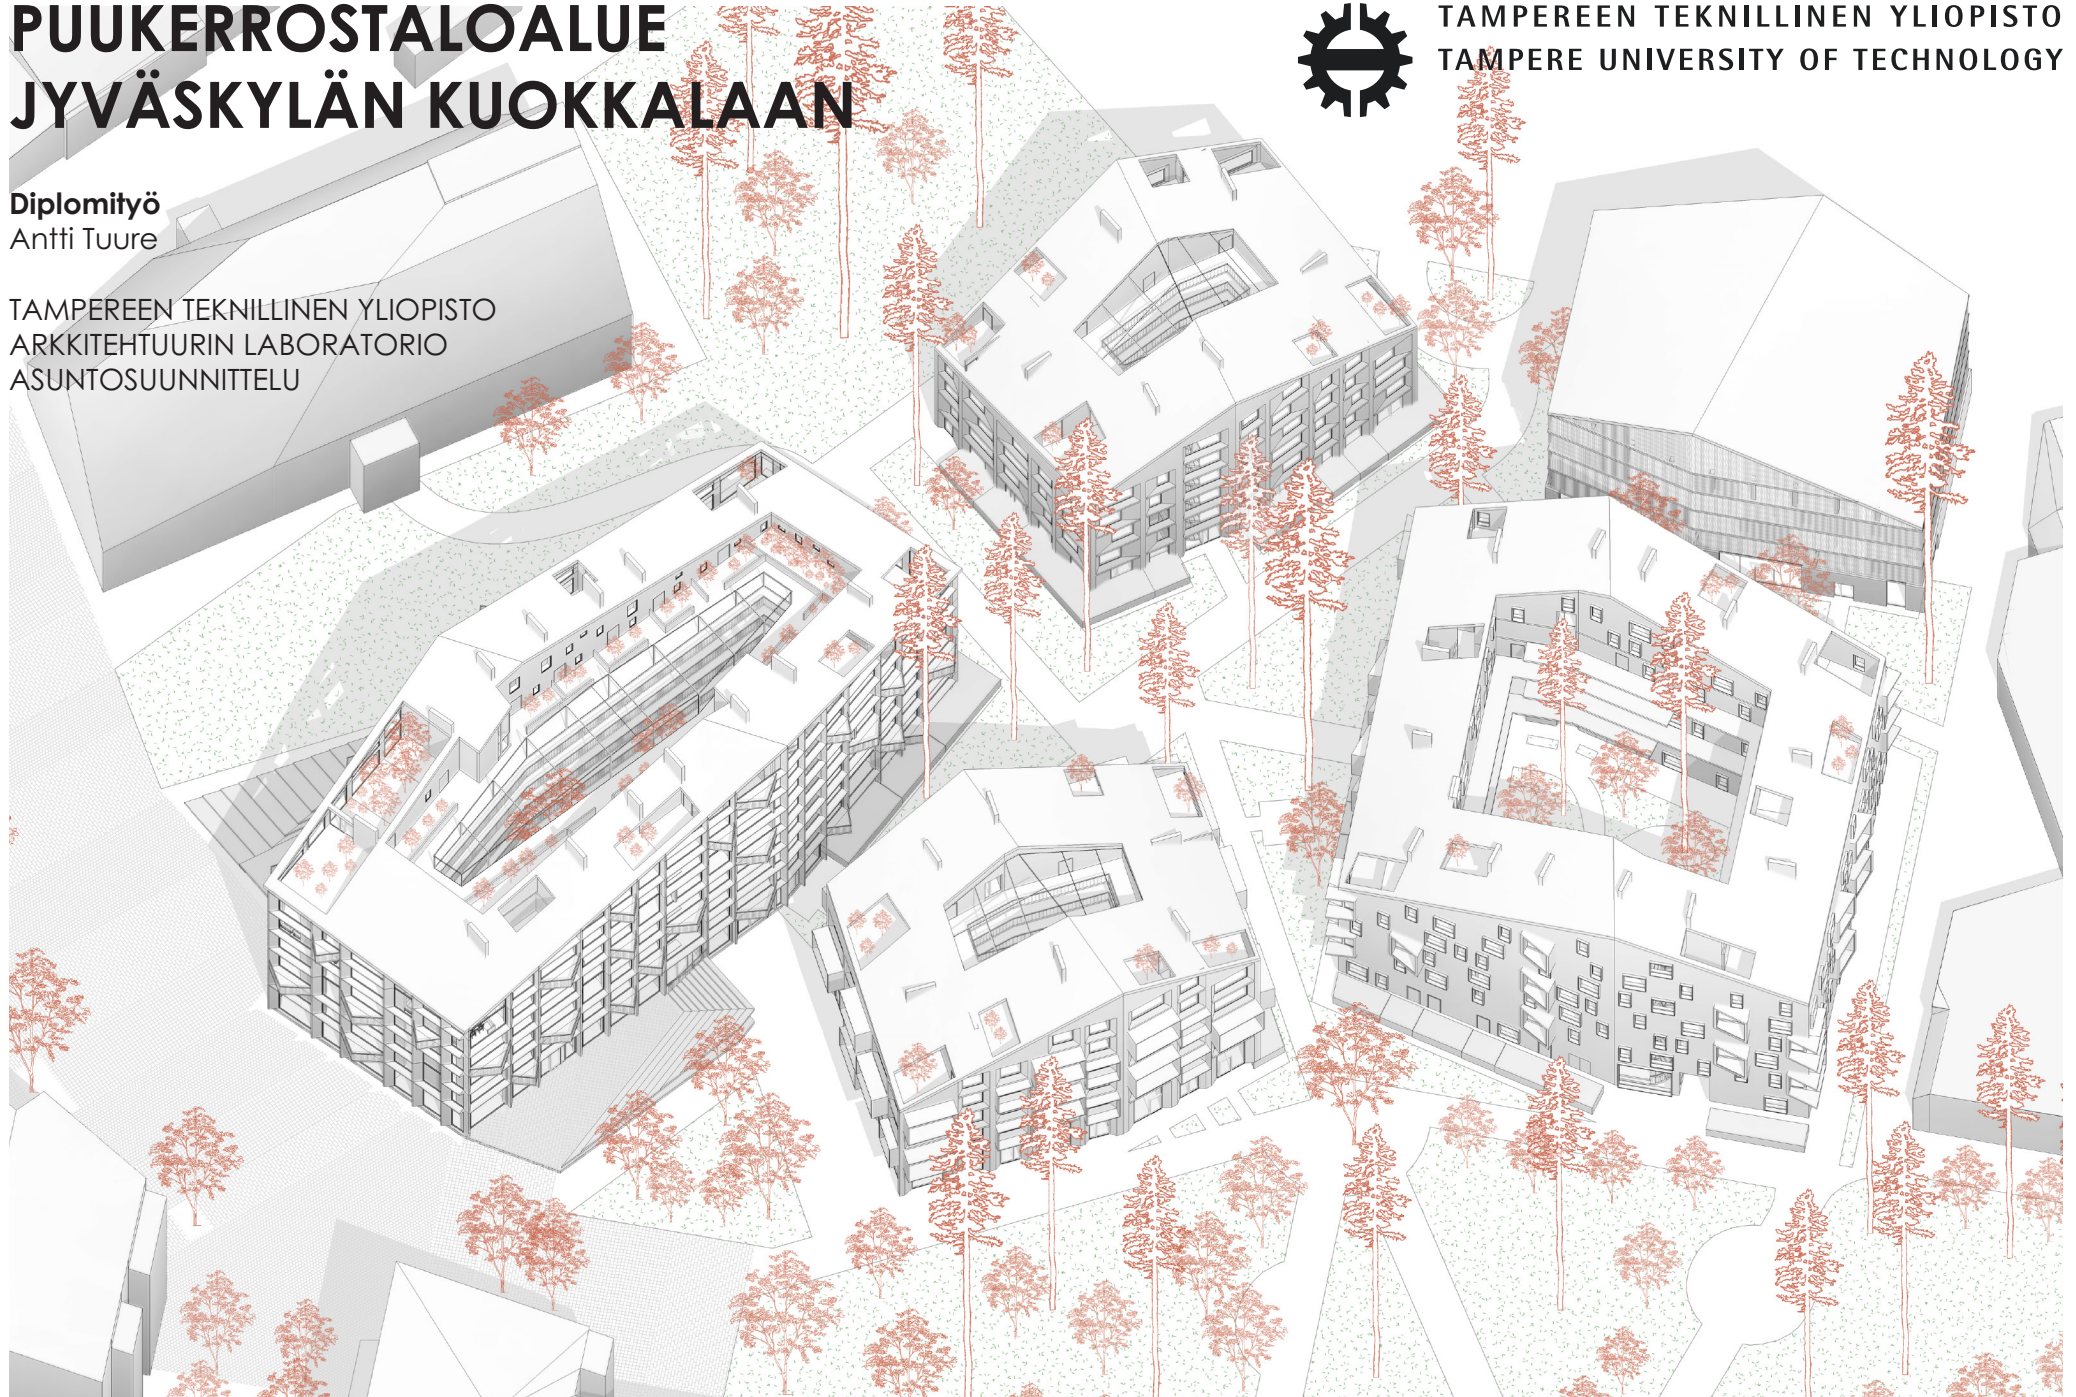 PUUKERROSTALOALUE
JYVÄSKYLÄN KUOKKALAAN
Diplomityö
Antti Tuure
TAMPEREEN TEKNILLINEN YLIOPISTO
ARKKITEHTUURIN LABORATORIO
ASUNTOSUUNNITTELU
TAMPEREEN TEKNILLINEN YLIOPISTO
TAMPERE UNIVERSITY OF TECHNOLOGY